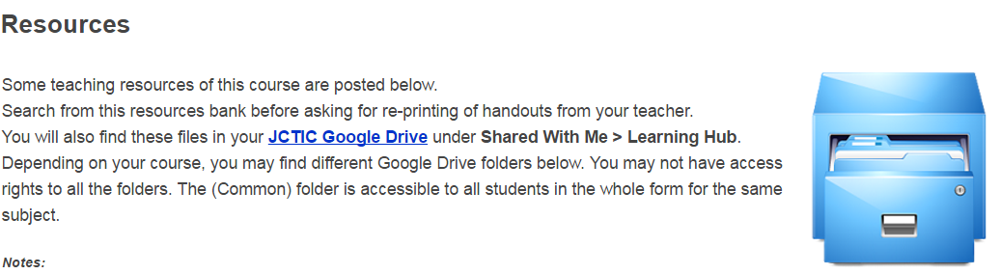 Resources
Some teaching resources of this course are posted below.
Search from this resources bank before asking for re-printing of handouts from your teacher.
You will also find these files in your JCTIC Google Drive under Shared With Me > Learning Hub.
Depending on your course, you may find different Google Drive folders below. You may not have access
rights to all the folders. The (Common) folder is accessible to all students in the whole form for the same
subject.
Notes: